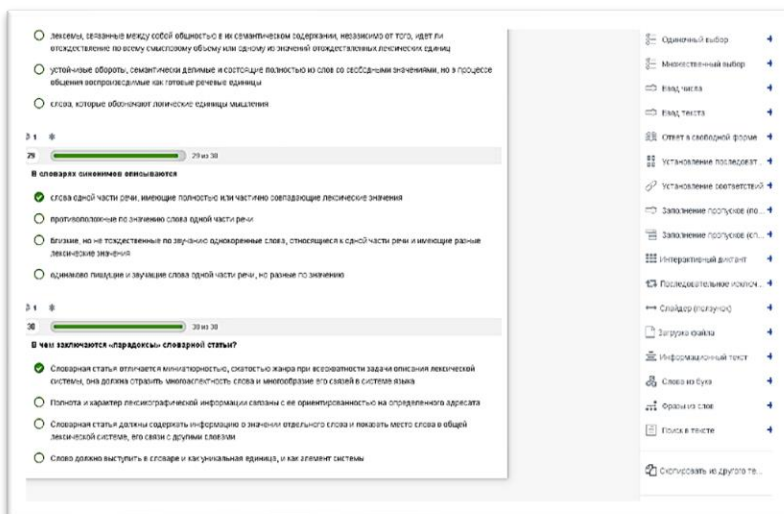 лексемы, связанные между собой общностью в их семантическом содержании, независимо от того, идет ли
отождествление по всему смысловому объему или одному из значений отождествленных лексических единиц
устойчивые обороты, семантически делимые и состоящие полностью из слов со свободными значениями, но в процессе
общения воспроизводимые как готовые речевые единицы
слова, которые обозначают логические единицы мышления
1
29 29 из 30
В словарях синонимов описываются
слова одной части речи, имеющие полностью или частично совпадающие лексические значения
противоположные по значению слова одной части речи
близкие, но не тождественные по звучанию однокоренные слова, относящиеся к одной части речи и имеющие разные
лексические значения
одинаково пишущие и звучащие слова одной части речи, но разные по значению
1
30 30 из 30
В чем заключаются «парадоксы» словарной статьи?
Словарная статья отличается миниатюрностью, сжатостью жанра при всеохватности задачи описания лексической
системы, она должна отразить многоаспектность слова и многообразие его связей в системе языка
Полнота и характер лексикографической информации связаны с ее ориентированностью на определенного адресата
Словарная статья должны содержать информацию о значении отдельного слова и показать место слова в общей
лексической системе, его связи с другими словами
Слово должно выступить в словаре и как уникальная единица, и как элемент системы
Одиночный выбор +
Множественный выбор +
Ввод числа +
Ввод текста +
Ответ в свободной форме +
Установление последоват... +
Установление соответствий +
Заполнение пропусков (по... +
Заполнение пропусков (сп... +
Интерактивный диктант +
Последовательное исключ... +
Слайдер (ползунок) +
Загрузка файла +
Информационный текст +
Слова из букв +
Фразы из слов +
Поиск в тексте +
Скопировать из другого те...